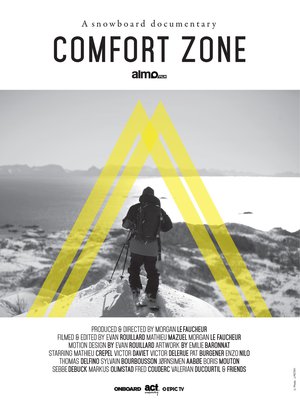 A snowboard documentary
COMFORT ZONE
almo
PRODUCED & DIRECTED BY MORGAN LE FAUCHEUR
FILMED & EDITED BY EVAN ROUILLARD MATHIEU MAZUEL MORGAN LE FAUCHEUR
MOTION DESIGN BY EVAN ROUILLARD ARTWORK BY EMILIE BARONNAT
STARRING MATHIEU CREPEL VICTOR DAVIET VICTOR DELERUE PAT BURGENER ENZO NILO
THOMAS DELFINO SYLVAIN BOURBOUSSON JØRNSIMEN AABØE BORIS MOUTON
SEBBE DEBUCK MARKUS OLIMSTAD FRED COUDERC VALERIAN DUCOURTIL & FRIENDS
ONBOARD act EPIC TV